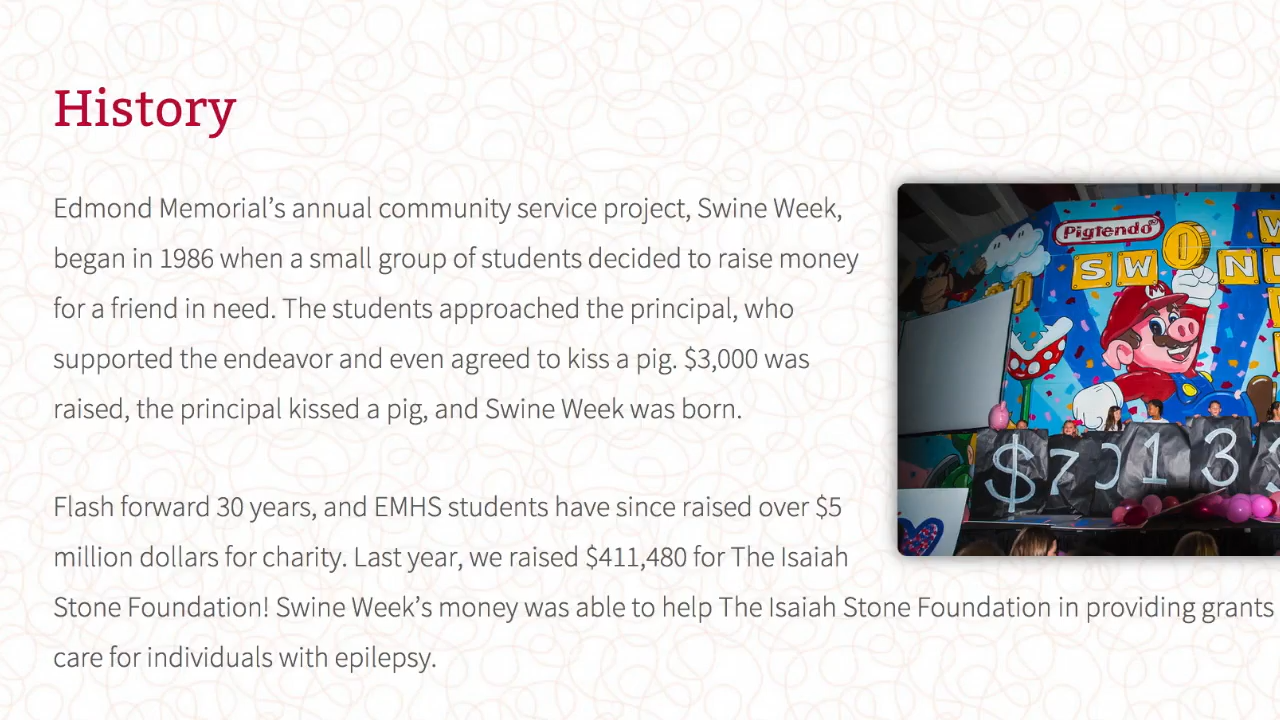 History
Edmond Memorial’s annual community service project, Swine Week,
began in 1986 when a small group of students decided to raise money
for a friend in need. The students approached the principal, who
supported the endeavor and even agreed to kiss a pig. $3,000 was
raised, the principal kissed a pig, and Swine Week was born.
Flash forward 30 years, and EMHS students have since raised over $5
million dollars for charity. Last year, we raised $411,480 for The Isaiah
Stone Foundation! Swine Week’s money was able to help The Isaiah Stone Foundation in providing grants
care for individuals with epilepsy.
Pigtendo
SW N
$7 13